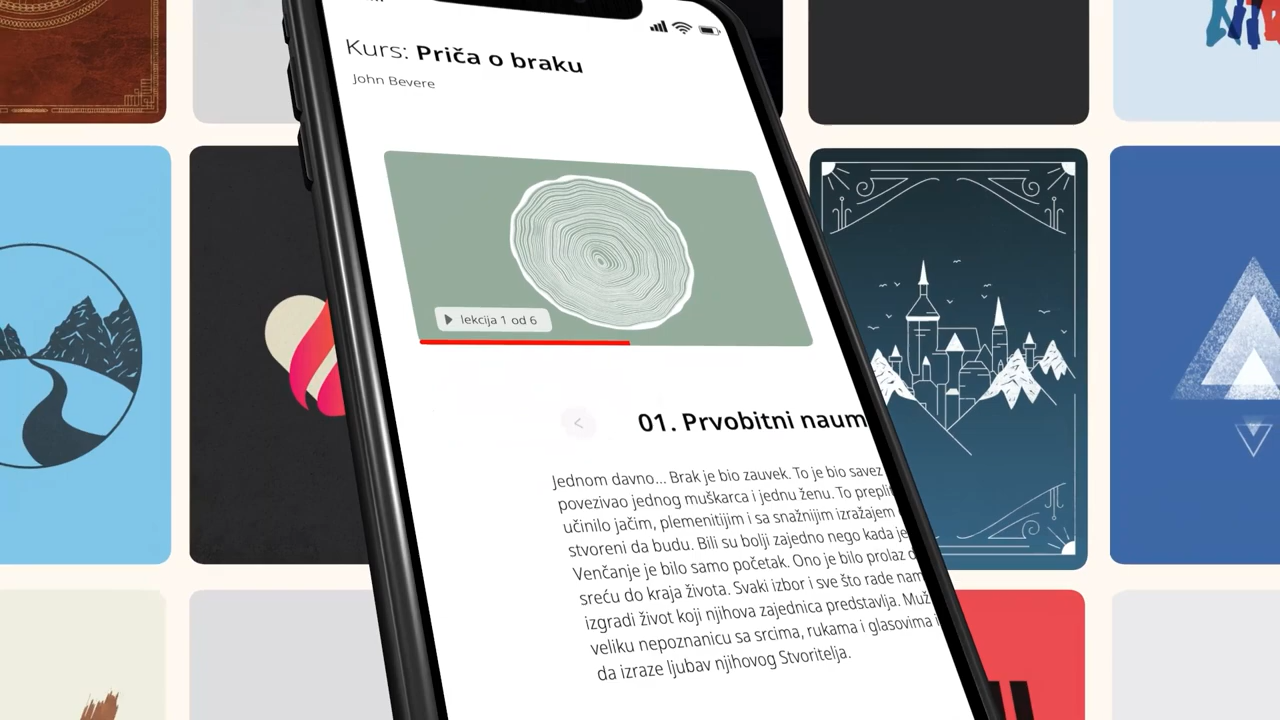 Kurs: Priča o braku
John Bevere
lekcija 1 od 6
01. Prvobitni naum
Jednom davno... Brak je bio zauvek. To je bio savez
povezivao jednog muškarca i jednu ženu. To
učinilo jačim, plemenitijim i sa snažnijim izražajem
stvoreni da budu. Bili su bolji zajedno nego kada je
Venčanje je bilo samo početak. Ono je bilo prolaz
sreću do kraja života. Svaki izbor i sve što rade nam
izgradi život koji njihova zajednica predstavlja. Muž
veliku nepoznanicu sa srcima, rukama i glasovima
da izraze ljubav njihovog Stvoritelja.